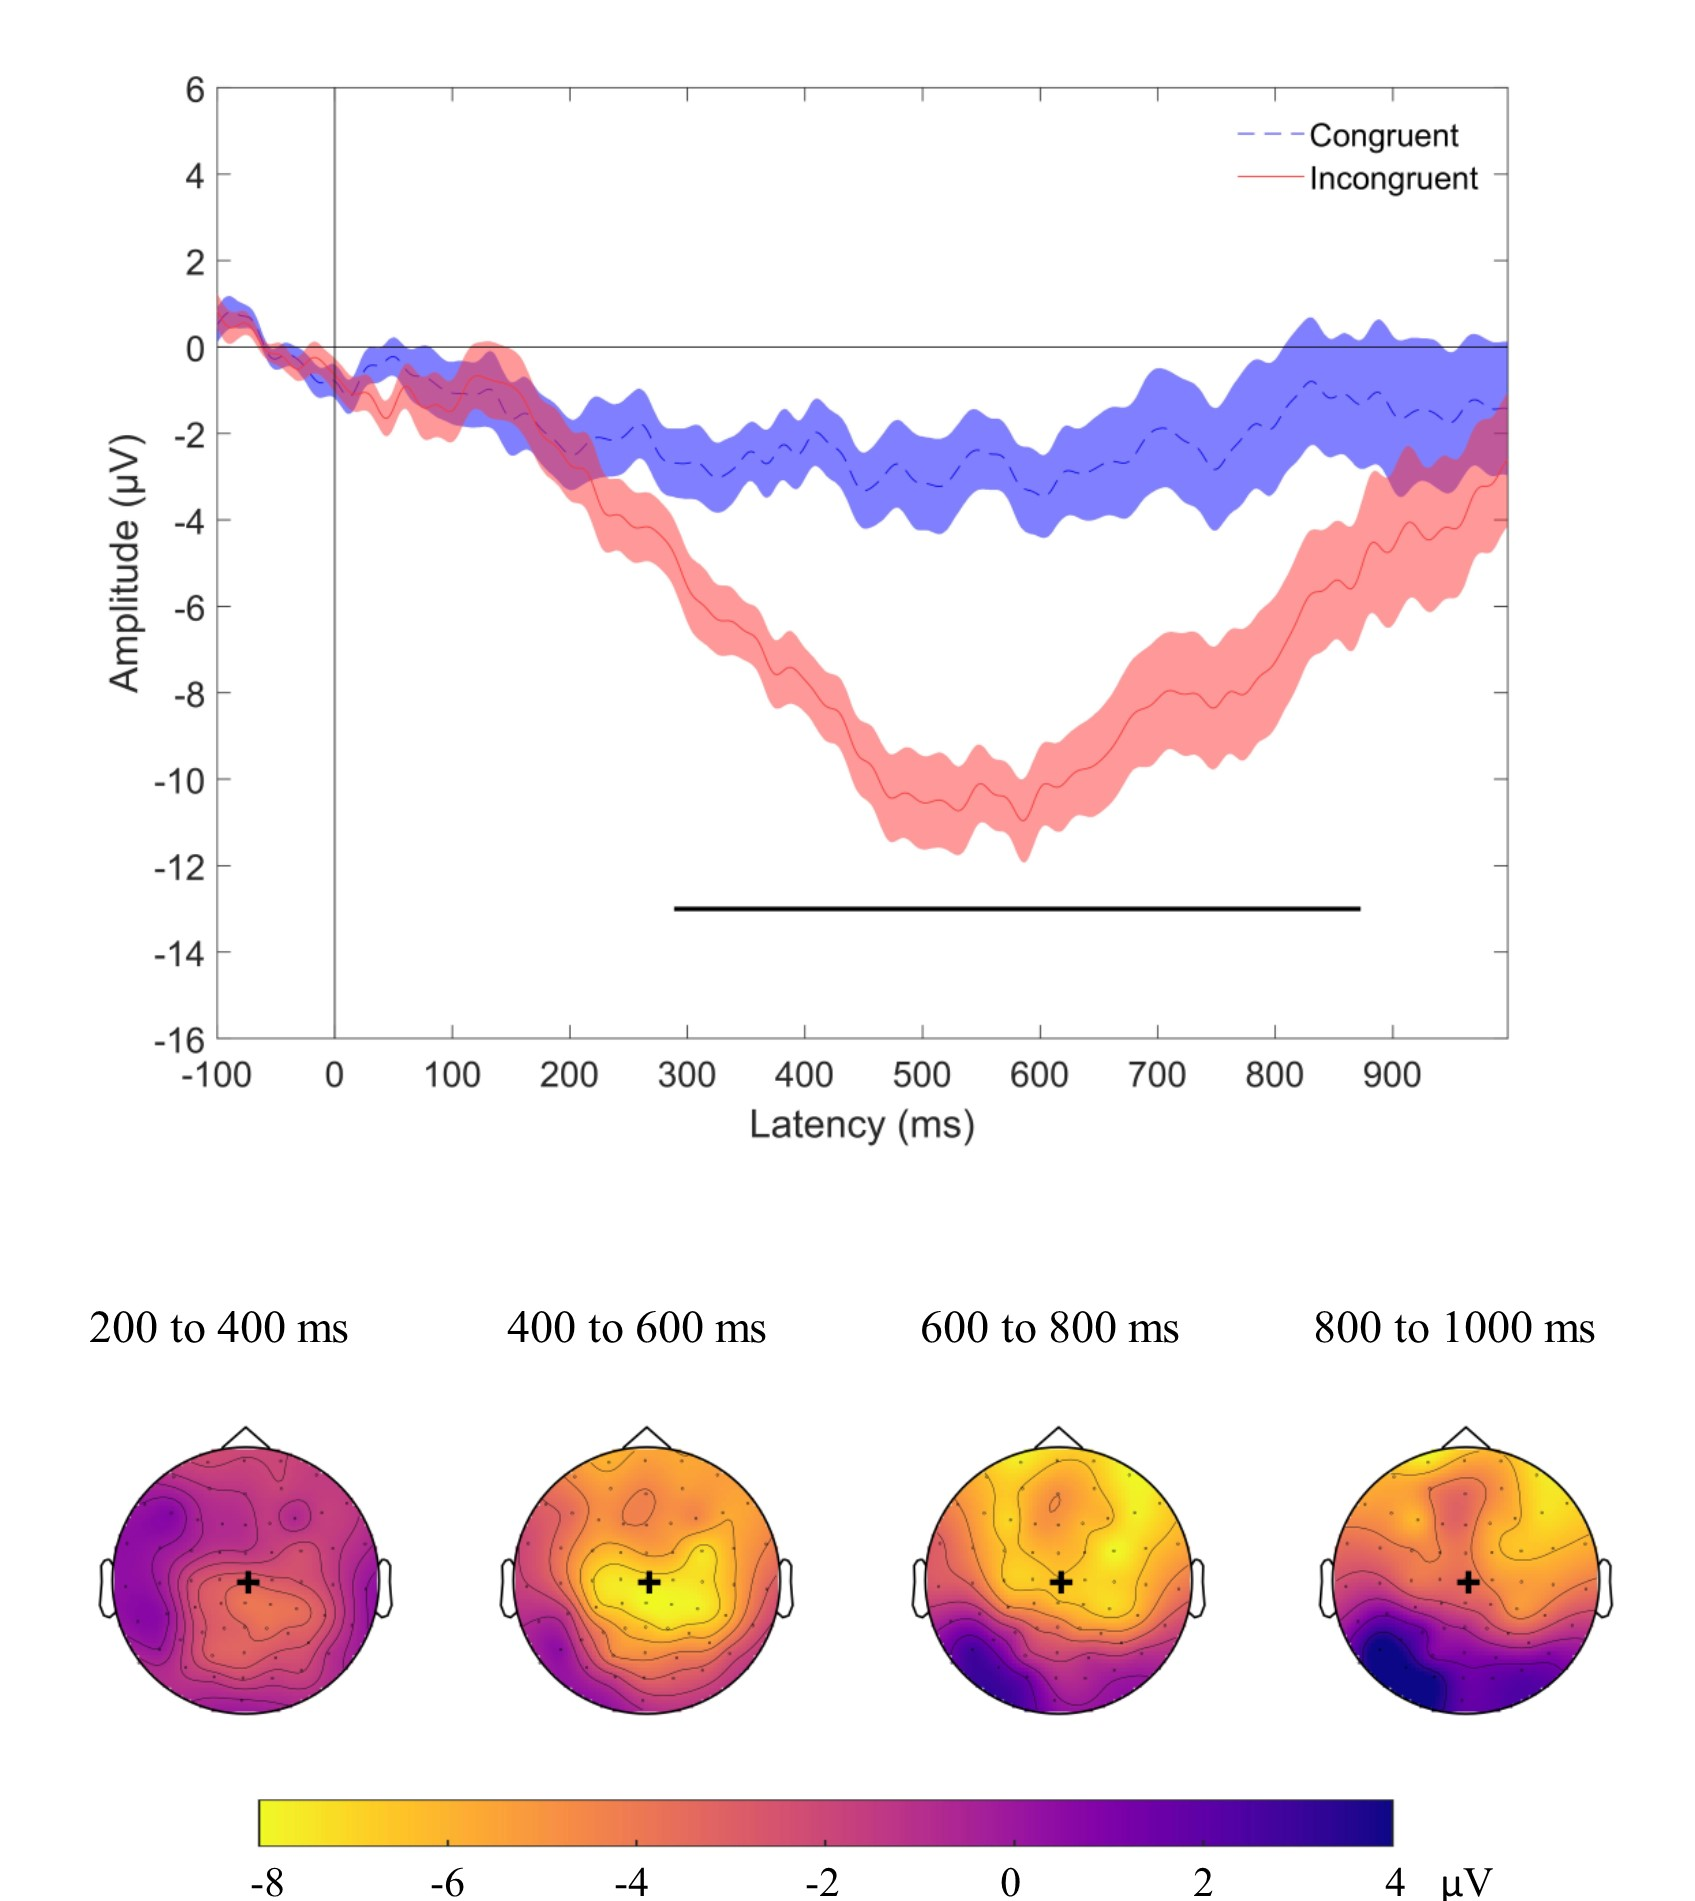 6
4
2
0
-2
-4
-6
-8
-10
-12
-14
-16
Amplitude (µV)
Congruent
Incongruent
-100 0 100 200 300 400 500 600 700 800 900
Latency (ms)
200 to 400 ms 400 to 600 ms 600 to 800 ms 800 to 1000 ms
-8 -6 -4 -2 0 2 4 µV